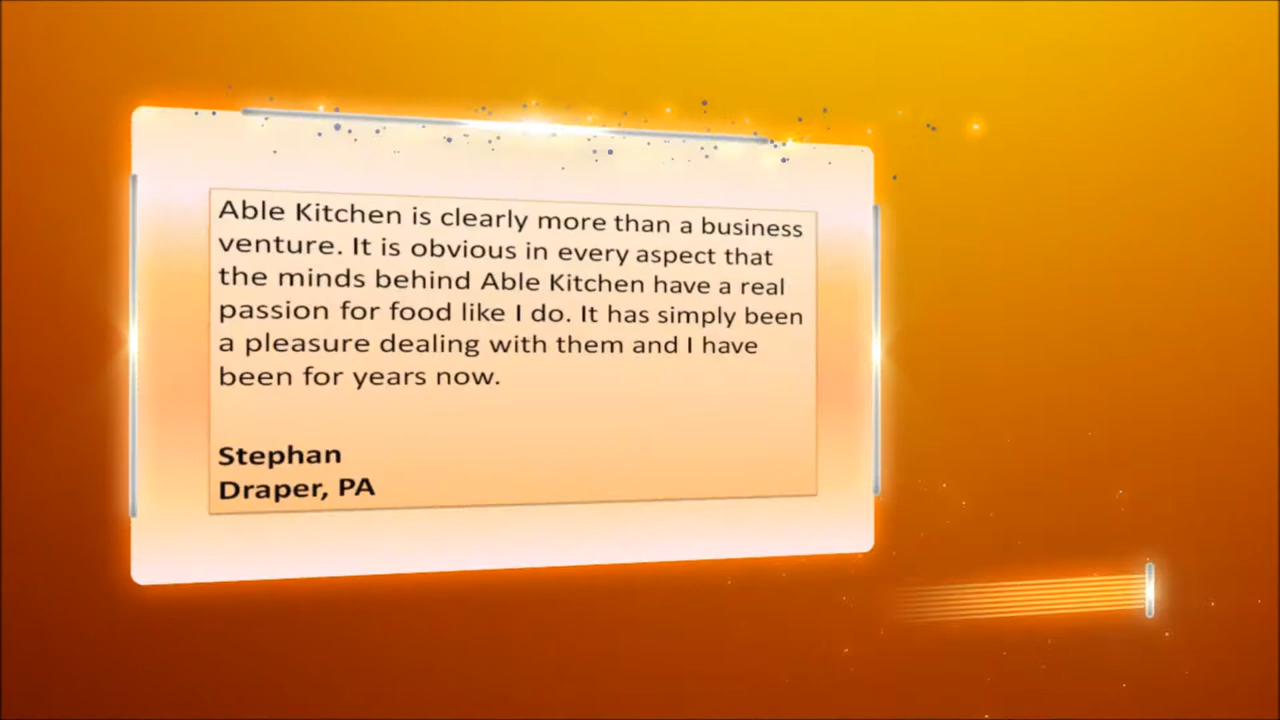 Able Kitchen is clearly more than a business
venture. It is obvious in every aspect that
the minds behind Able Kitchen have a real
passion for food like I do. It has simply been
a pleasure dealing with them and I have
been for years now.
Stephan
Draper, PA